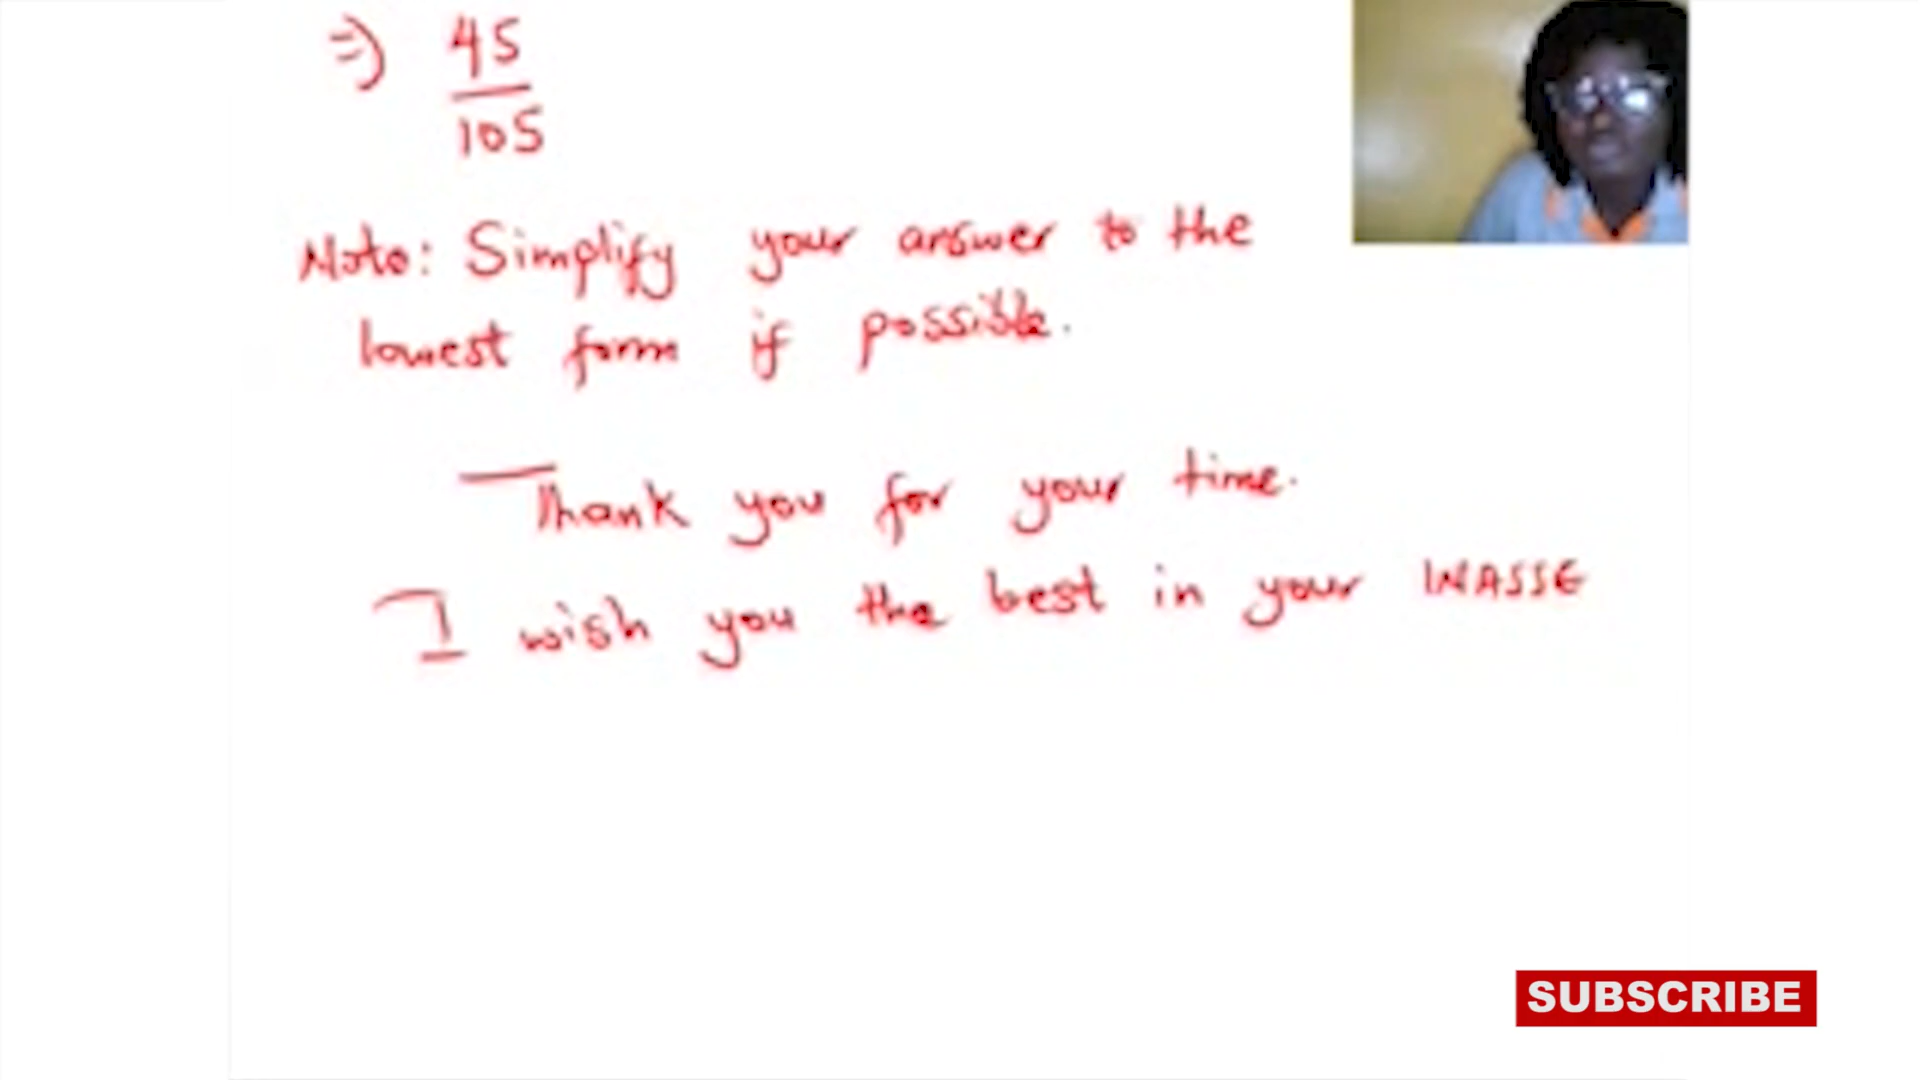 ⇒ 45
105
Note: Simplify your answer to the
lowest form if possible.
Thank you for your time.
I wish you the best in your WASSE
SUBSCRIBE